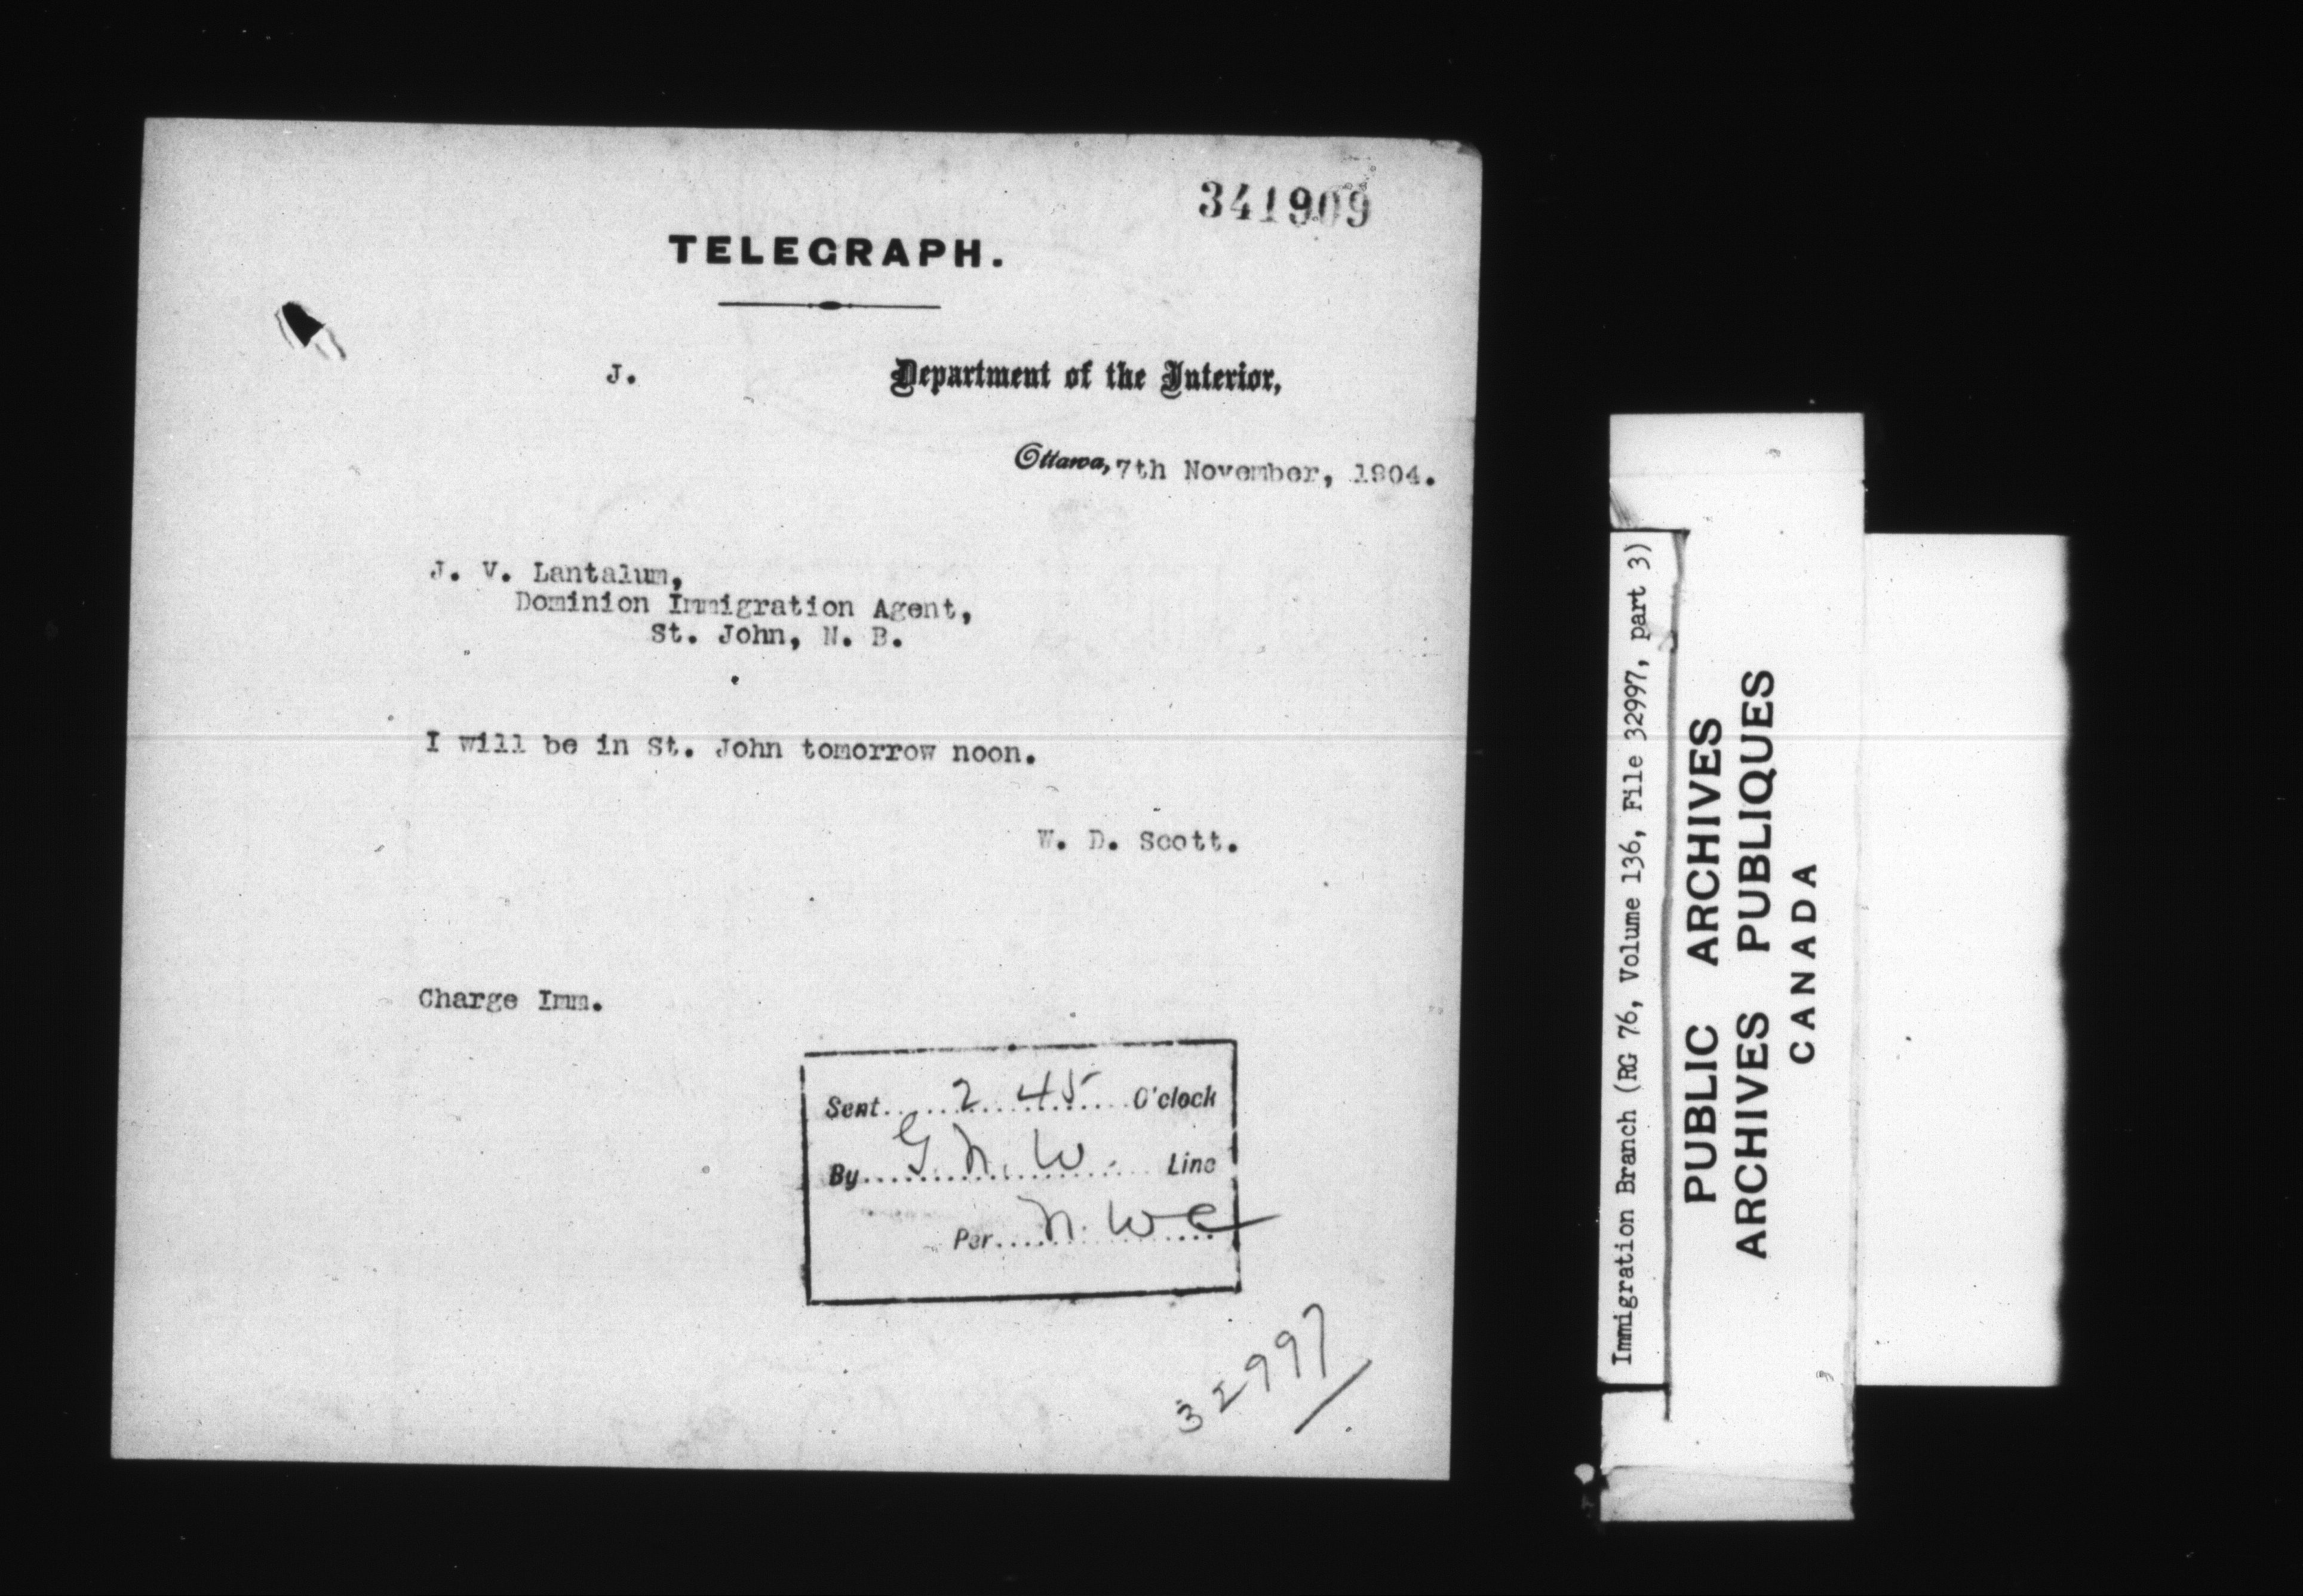 341909
TELEGRAPH.
J.
Department of the Interior,
Ottawa, 7th November, 1904.
J. V. Lantalum,
Dominion Immigration Agent,
St. John, N. B.
I will be in St. John tomorrow noon.
W. D. Scott.
Charge Imm.
Sent 2 45 O'clock
By G. N. W. Line
Per N. W. C
32997
Immigration Branch (RG 76, Volume 136, File 32997, part 3)
PUBLIC ARCHIVES
ARCHIVES PUBLIQUES
CANADA